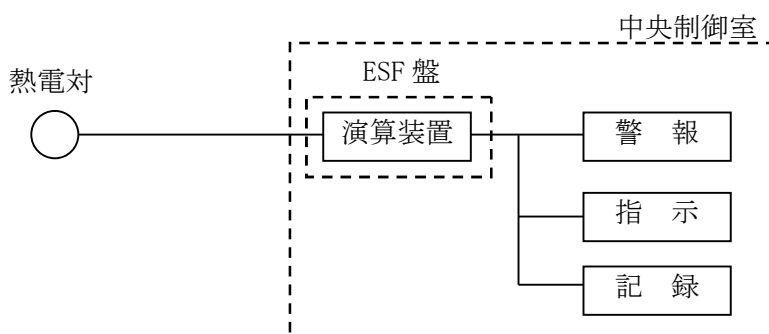 中央制御室
ESF 盤
熱電対
演算装置
警 報
指 示
記 録